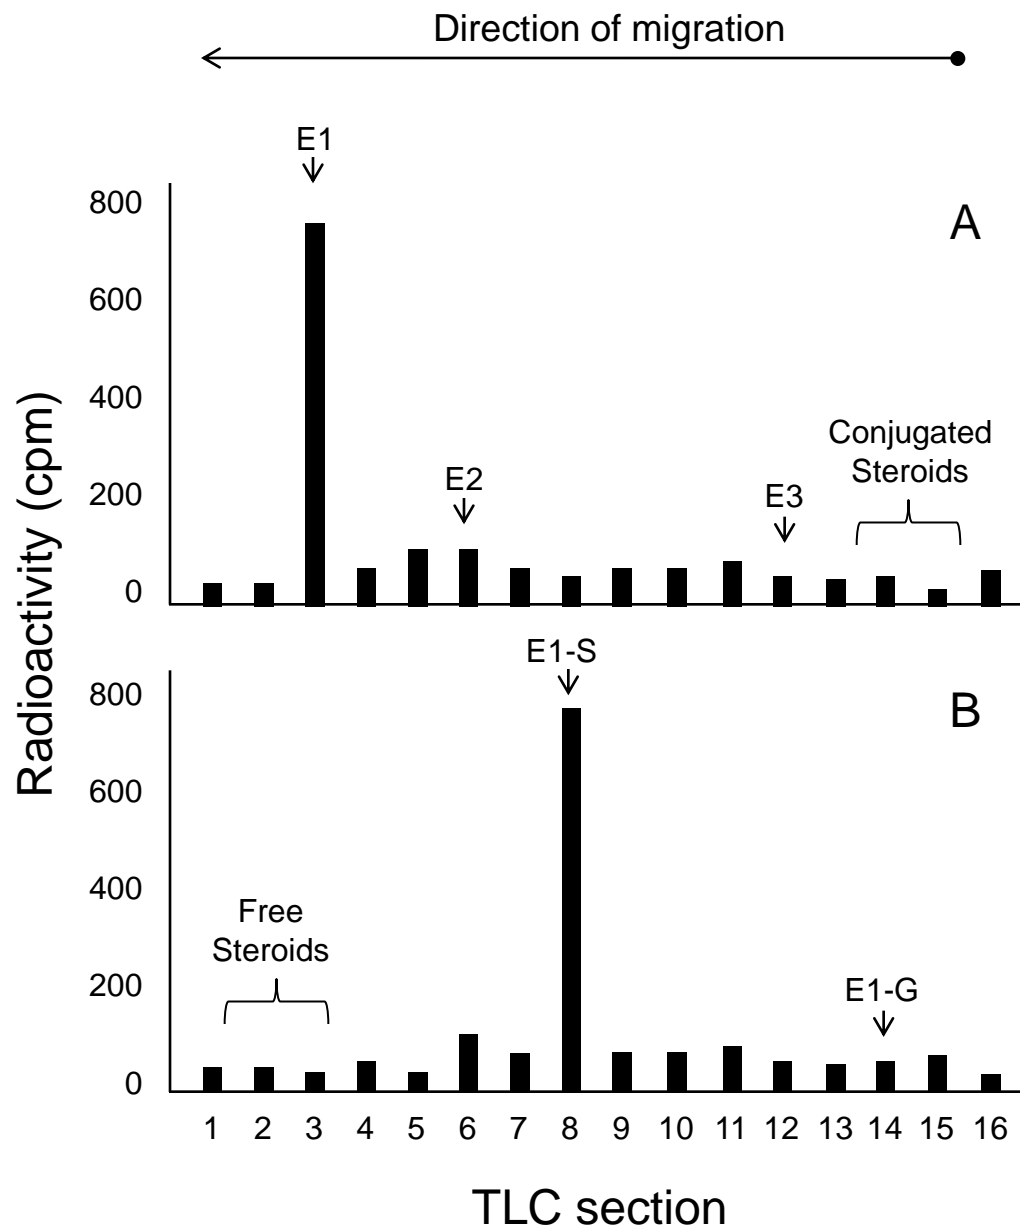 Direction of migration
E1
A
800
600
400
200
0
E2
E3
Conjugated
Steroids
Radioactivity (cpm)
E1-S
B
800
600
400
200
0
Free
Steroids
E1-G
1 2 3 4 5 6 7 8 9 10 11 12 13 14 15 16
TLC section